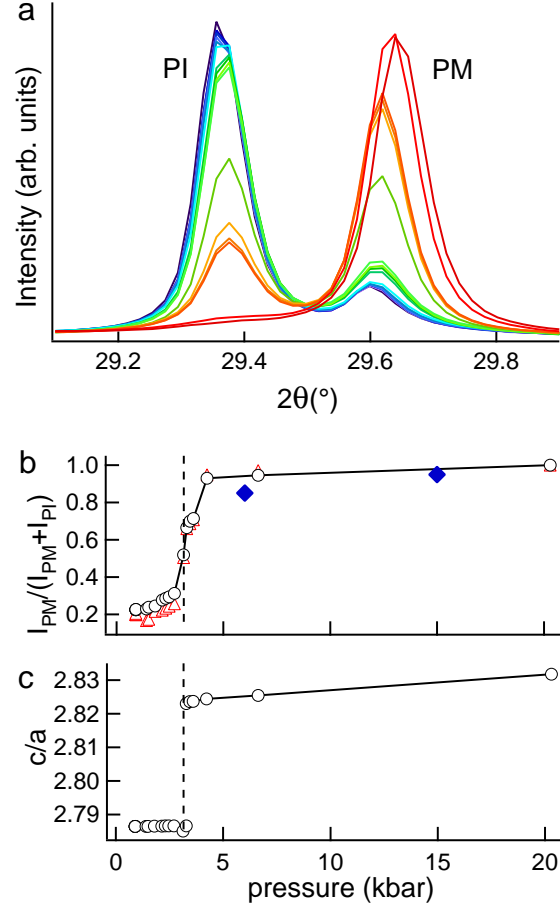 a
PI
PM
Intensity (arb. units)
29.2
29.4
29.6
29.8
2θ(°)
b
1.0
0.8
0.6
0.4
0.2
I_PM/(I_PM+I_PI)
c
2.83
2.82
2.81
2.80
2.79
c/a
0
5
10
15
20
pressure (kbar)